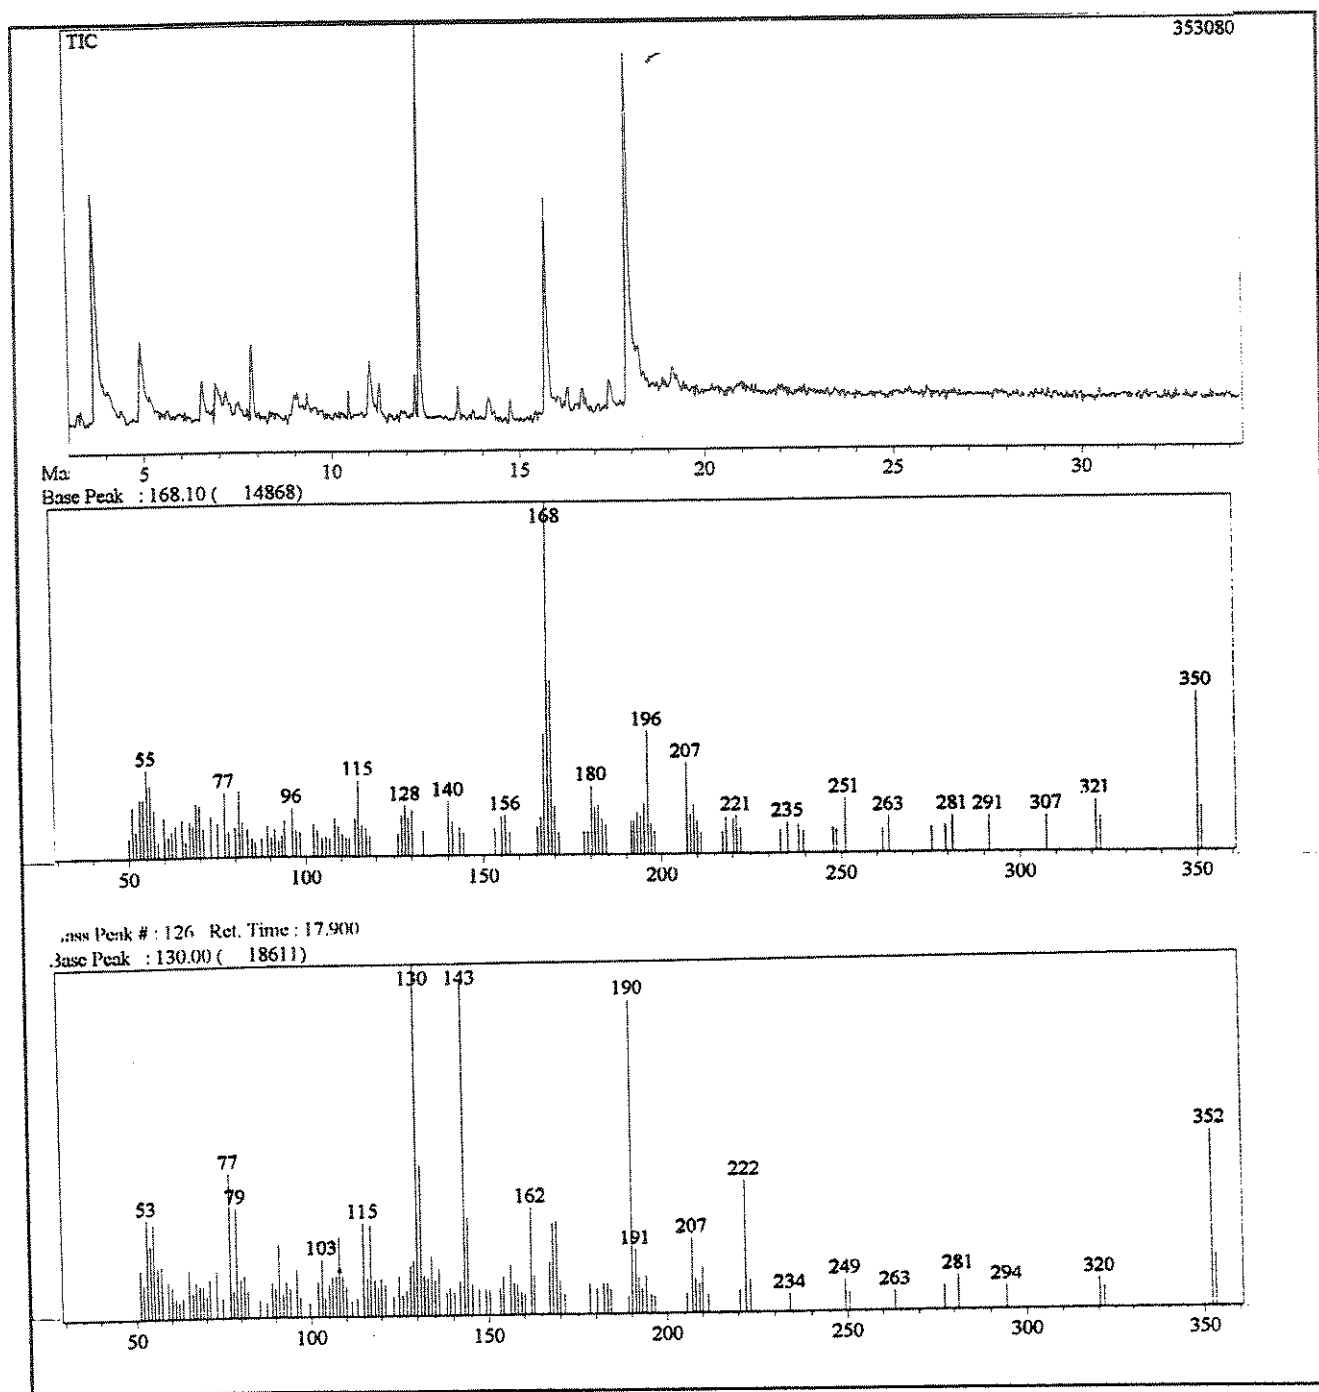 TIC 353080
5 10 15 20 25 30
Base Peak : 168.10 ( 14868)
168
350
196
55 77 96 115 128 140 156 180 207 221 235 251 263 281 291 307 321
50 100 150 200 250 300 350
Peak # : 126 Ret. Time : 17.900
Base Peak : 130.00 ( 18611)
130 143 190
352
53 77 79 103 115 162 191 207 222 234 249 263 281 294 320
50 100 150 200 250 300 350